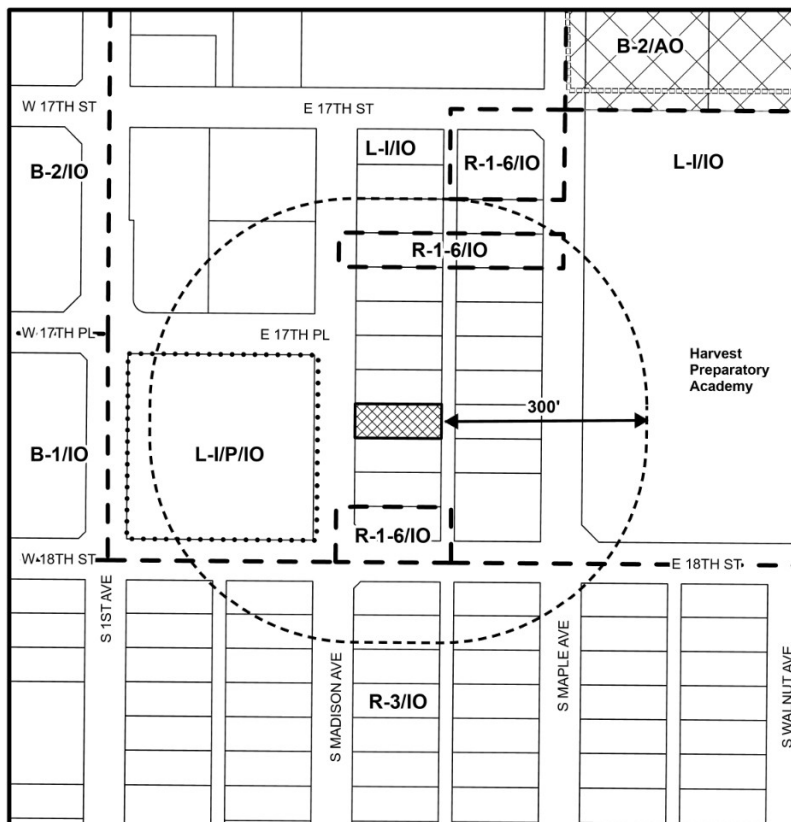 B-2/AO
W 17TH ST
E 17TH ST
L-I/IO
R-1-6/IO
L-I/IO
B-2/IO
R-1-6/IO
W 17TH PL
E 17TH PL
Harvest
Preparatory
Academy
300'
B-1/IO
L-I/P/IO
R-1-6/IO
W 18TH ST
E 18TH ST
S 1ST AVE
S MADISON AVE
S MAPLE AVE
S WALNUT AVE
R-3/IO